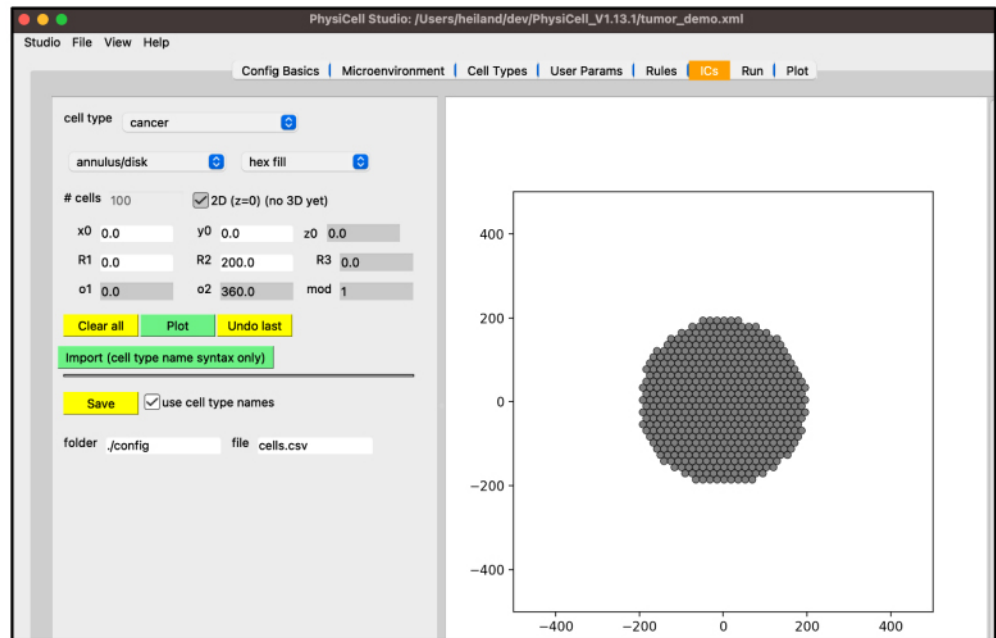 PhysiCell Studio: /Users/heiland/dev/PhysiCell_V1.13.1/tumor_demo.xml
Studio File View Help
Config Basics Microenvironment Cell Types User Params Rules ICs Run Plot
cell type cancer
annulus/disk hex fill
# cells 100 2D (z=0) (no 3D yet)
x0 0.0 y0 0.0 z0 0.0
R1 0.0 R2 200.0 R3 0.0
o1 0.0 o2 360.0 mod 1
Clear all Plot Undo last
Import (cell type name syntax only)
Save use cell type names
folder ./config file cells.csv
400
200
0
−200
−400
−400 −200 0 200 400